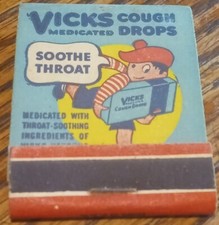 VICKS COUGH
MEDICATED DROPS
SOOTHE
THROAT
VICKS
COUGH DROPS
MEDICATED WITH
THROAT-SOOTHING
INGREDIENTS OF